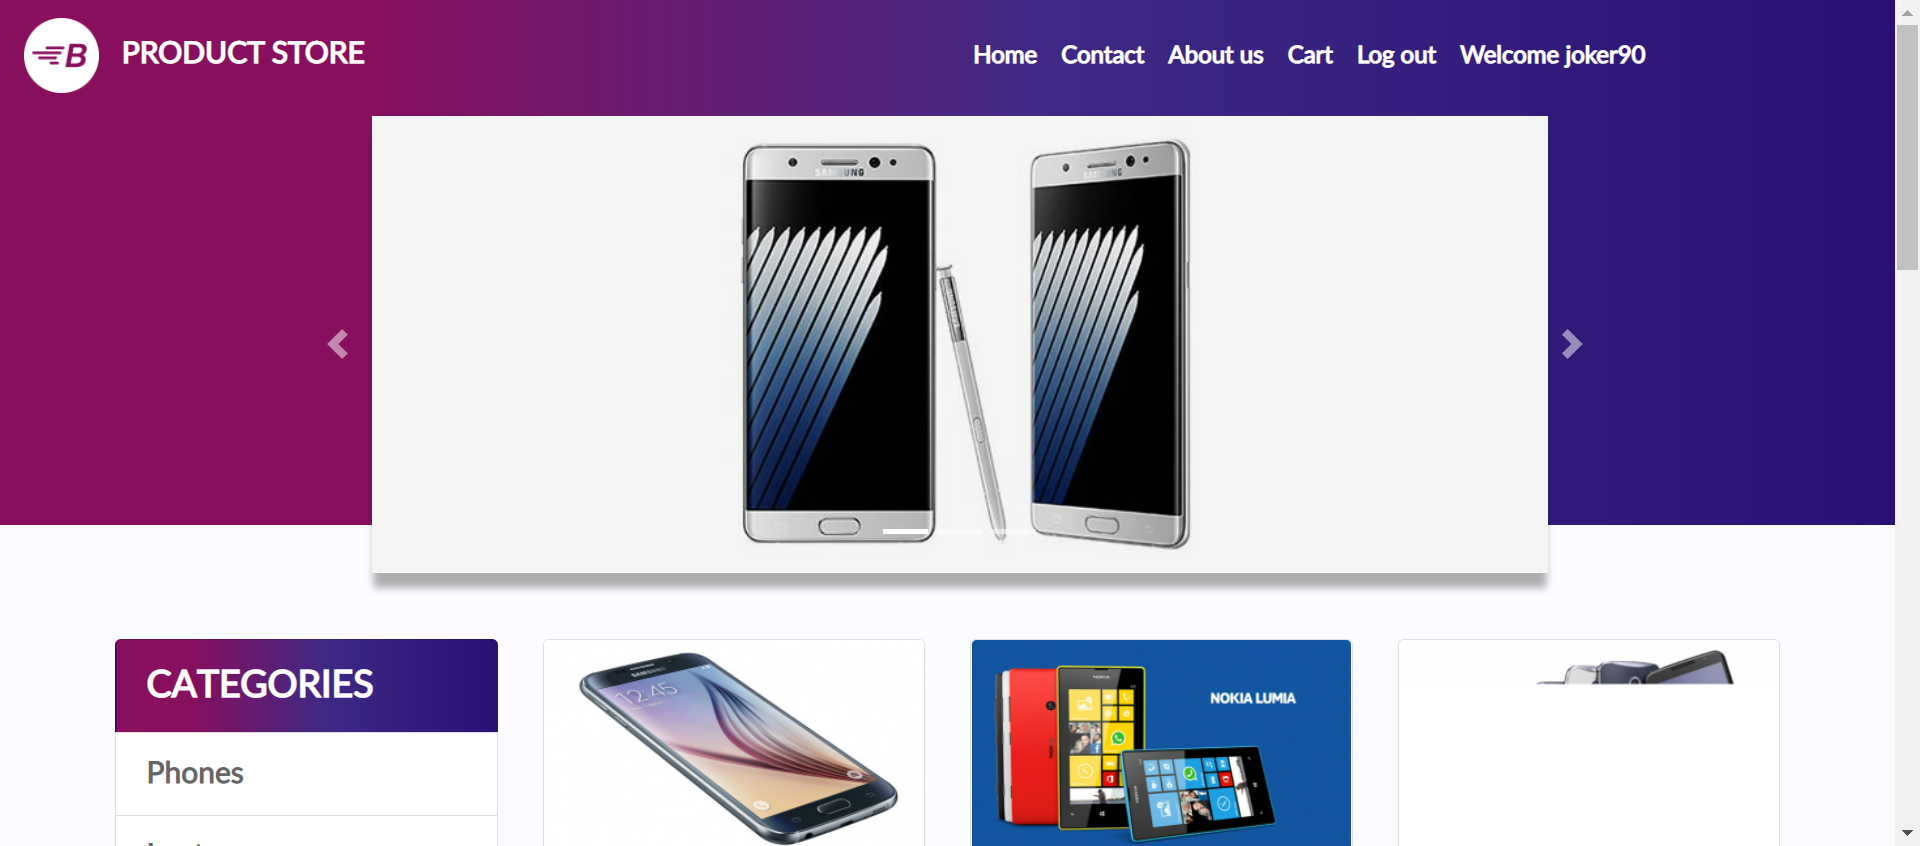 B PRODUCT STORE
Home Contact About us Cart Log out Welcome joker90
SAMSUNG SAMSUNG
CATEGORIES
Phones
12:45
NOKIA LUMIA